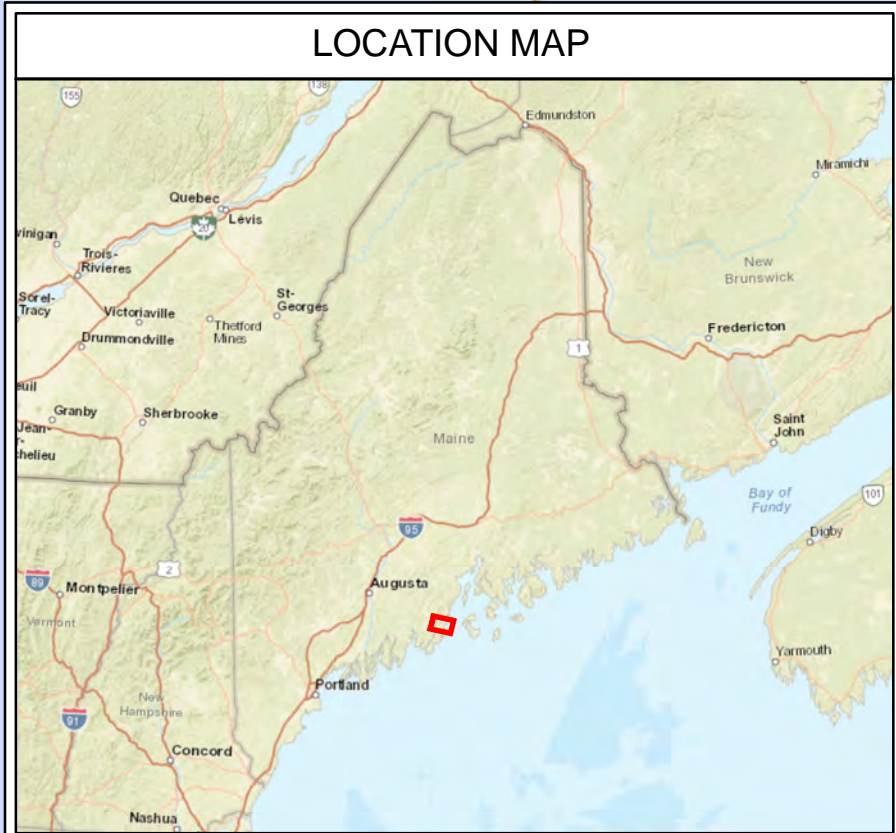 LOCATION MAP
155
138
Edmundston
Miramichi
Quebec
Lévis
20
vinigan
Trois-
Rivieres
New
Brunswick
Sorel-
Tracy
Victoriaville
St-
Georges
Thetford
Mines
Drummondville
Fredericton
1
euil
Granby
Sherbrooke
Saint
John
Jean-
r-
chelieu
Maine
Bay of
Fundy
101
95
Digby
2
89
Montpelier
Augusta
Vermont
Yarmouth
Portland
New
Hampshire
91
Concord
Nashua